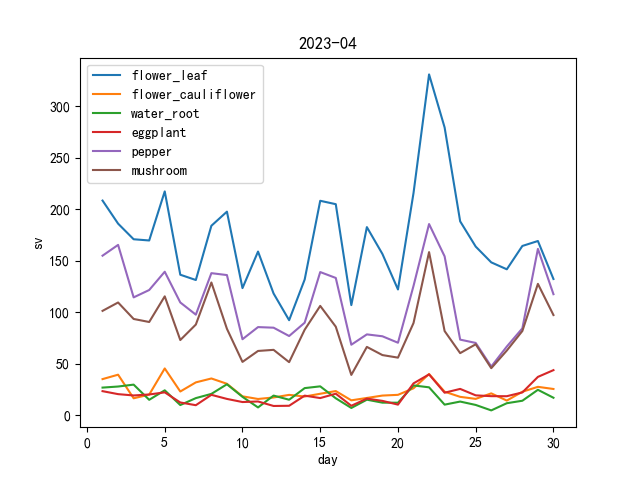 2023-04
flower_leaf
flower_cauliflower
water_root
eggplant
pepper
mushroom
sv
300
250
200
150
100
50
0
0 5 10 15 20 25 30
day